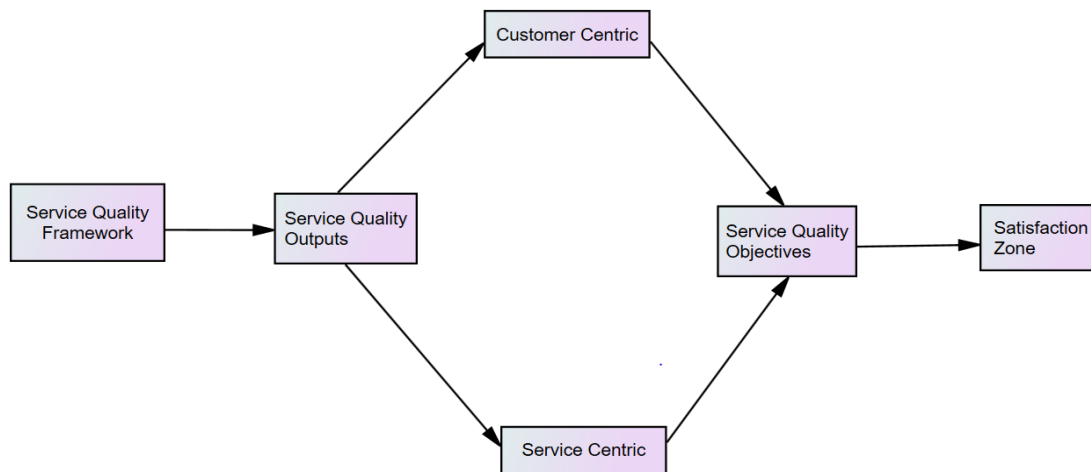 Customer Centric
Service Quality
Framework
Service Quality
Outputs
Service Quality
Objectives
Satisfaction
Zone
Service Centric